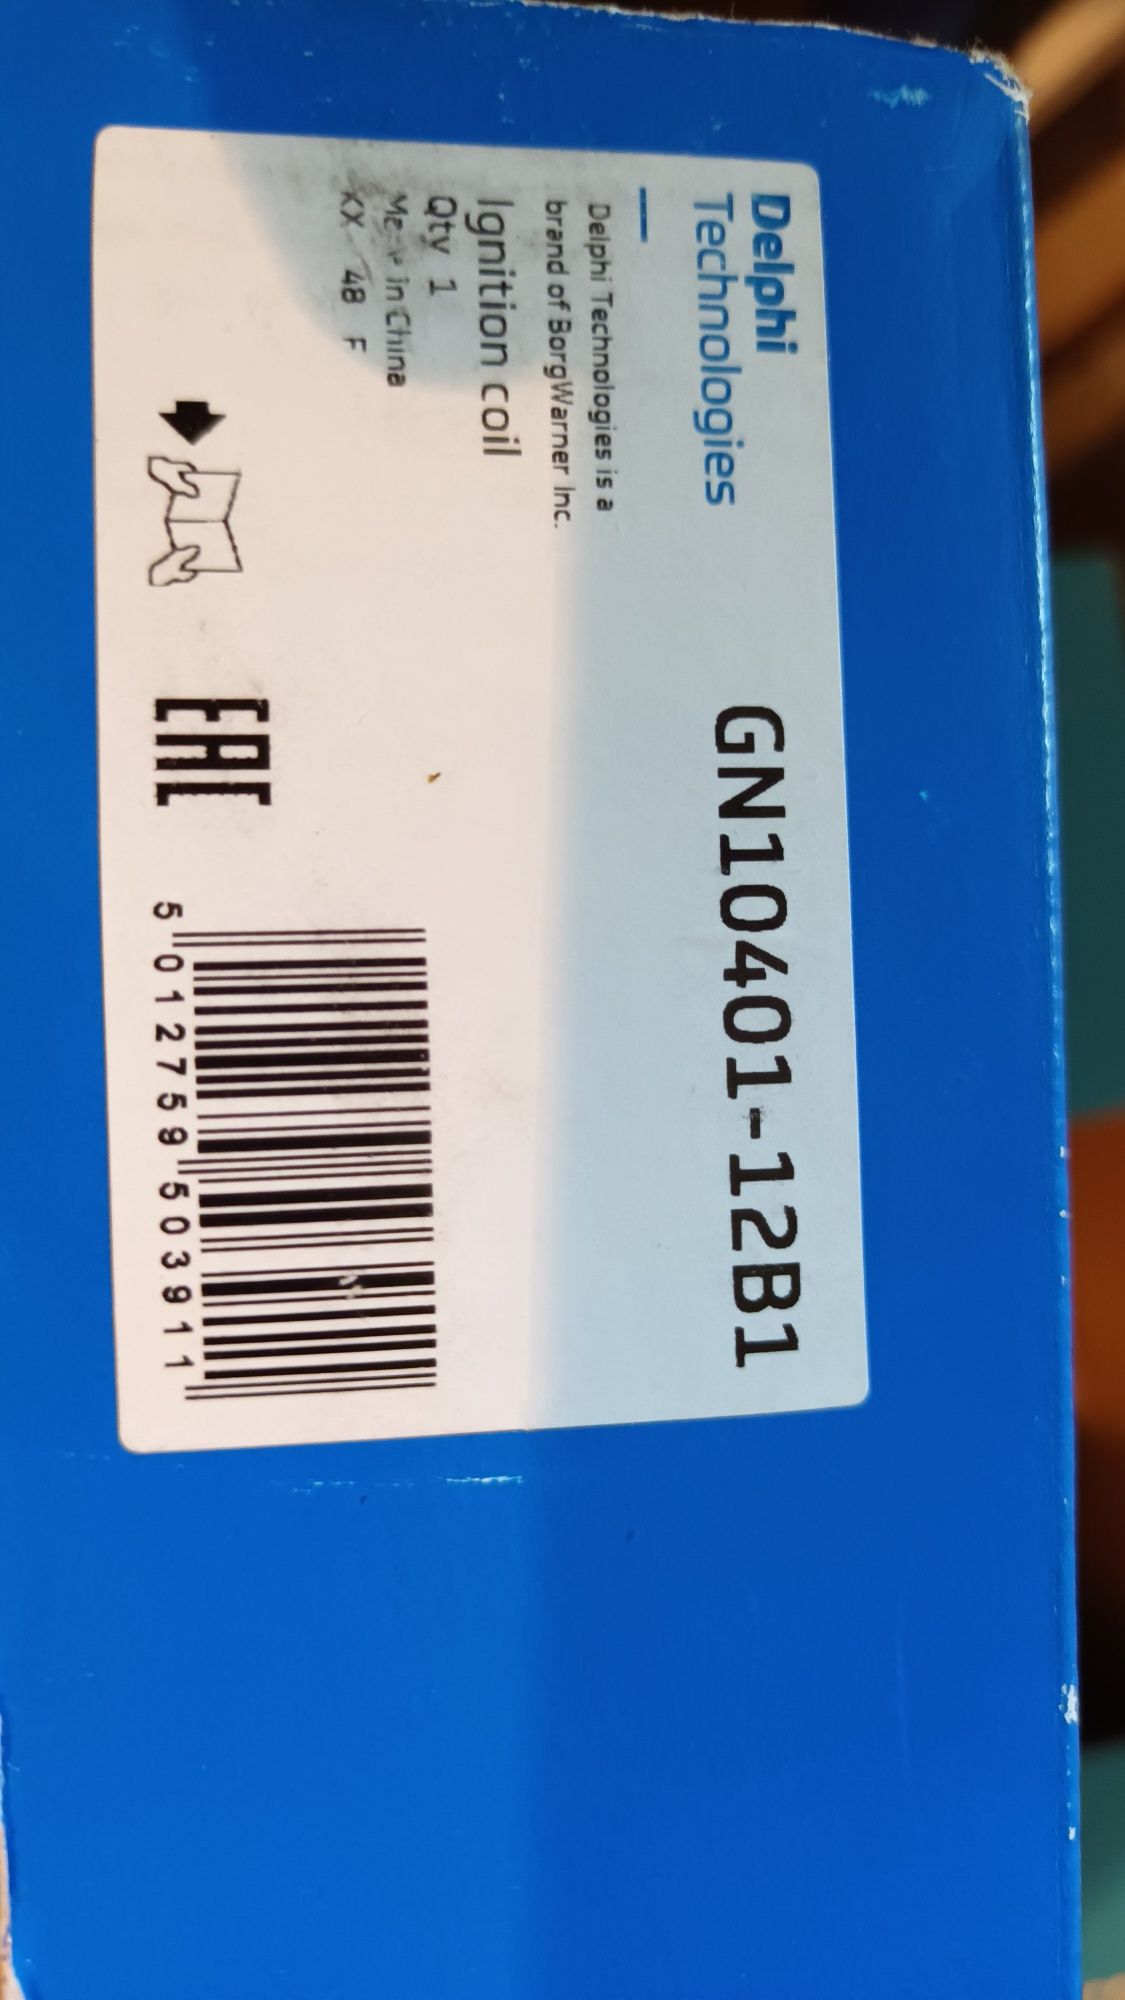 Delphi
Technologies
GN10401-12B1
Delphi Technologies is a
brand of BorgWarner Inc.
Ignition coil
Qty 1
in China
XX 48 F
EAC
5 012759 503911